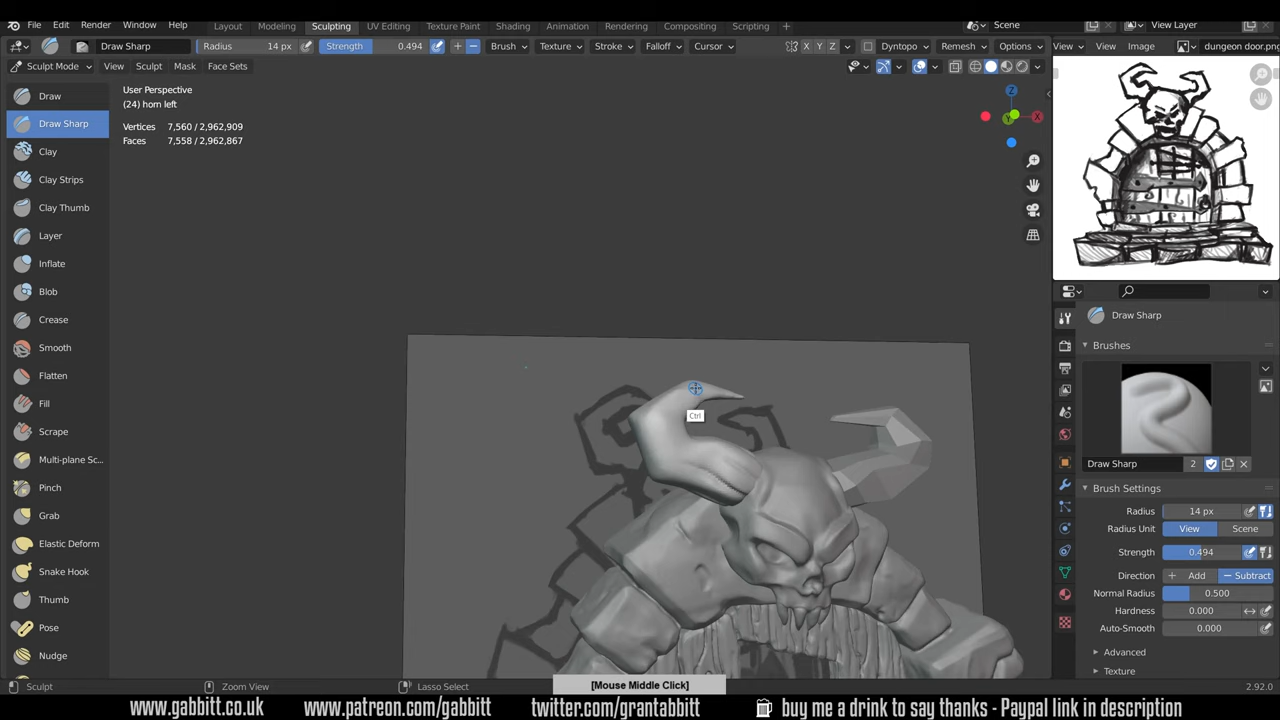 File Edit Render Window Help Layout Modeling Sculpting UV Editing Texture Paint Shading Animation Rendering Compositing Scripting + Scene View Layer
Draw Sharp Radius 14 px Strength 0.494 Brush Texture Stroke Falloff Cursor X Y Z Dyntopo Remesh Options View View Image dungeon door.png
Sculpt Mode View Sculpt Mask Face Sets
User Perspective
(24) horn left
Vertices 7,560 / 2,962,909
Faces 7,558 / 2,962,867
Z
X
Y
Draw
Draw Sharp
Clay
Clay Strips
Clay Thumb
Layer
Inflate
Blob
Crease
Smooth
Flatten
Fill
Scrape
Multi-plane Sc...
Pinch
Grab
Elastic Deform
Snake Hook
Thumb
Pose
Nudge
Ctrl
Draw Sharp
Brushes
Draw Sharp 2
Brush Settings
Radius 14 px
Radius Unit View Scene
Strength 0.494
Direction + Add − Subtract
Normal Radius 0.500
Hardness 0.000
Auto-Smooth 0.000
Advanced
Texture
Sculpt Zoom View Lasso Select [Mouse Middle Click] 2.92.0
www.gabbitt.co.uk www.patreon.com/gabbitt twitter.com/grantabbitt buy me a drink to say thanks - Paypal link in description